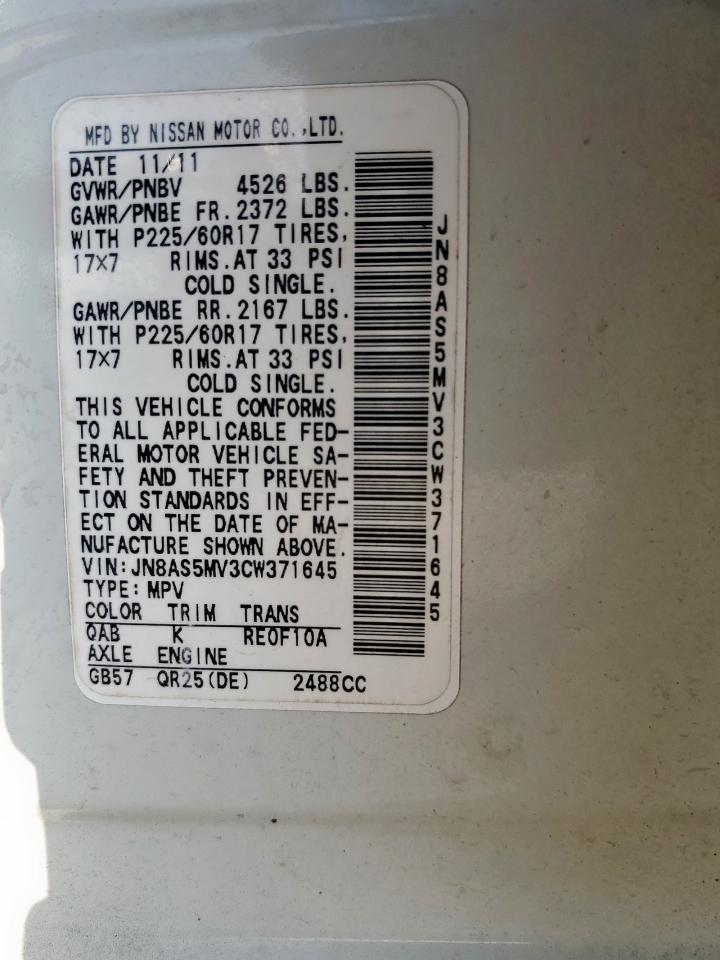 MFD BY NISSAN MOTOR CO.,LTD.
DATE 11/11
GVWR/PNBV 4526 LBS.
GAWR/PNBE FR.2372 LBS.
WITH P225/60R17 TIRES,
17×7 RIMS.AT 33 PSI
COLD SINGLE.
GAWR/PNBE RR.2167 LBS.
WITH P225/60R17 TIRES,
17×7 RIMS.AT 33 PSI
COLD SINGLE.
THIS VEHICLE CONFORMS
TO ALL APPLICABLE FED-
ERAL MOTOR VEHICLE SA-
FETY AND THEFT PREVEN-
TION STANDARDS IN EFF-
ECT ON THE DATE OF MA-
NUFACTURE SHOWN ABOVE.
VIN:JN8AS5MV3CW371645
TYPE:MPV
COLOR TRIM TRANS
QAB K RE0F10A
AXLE ENGINE
GB57 QR25(DE) 2488CC
JN8AS5MV3CW371645